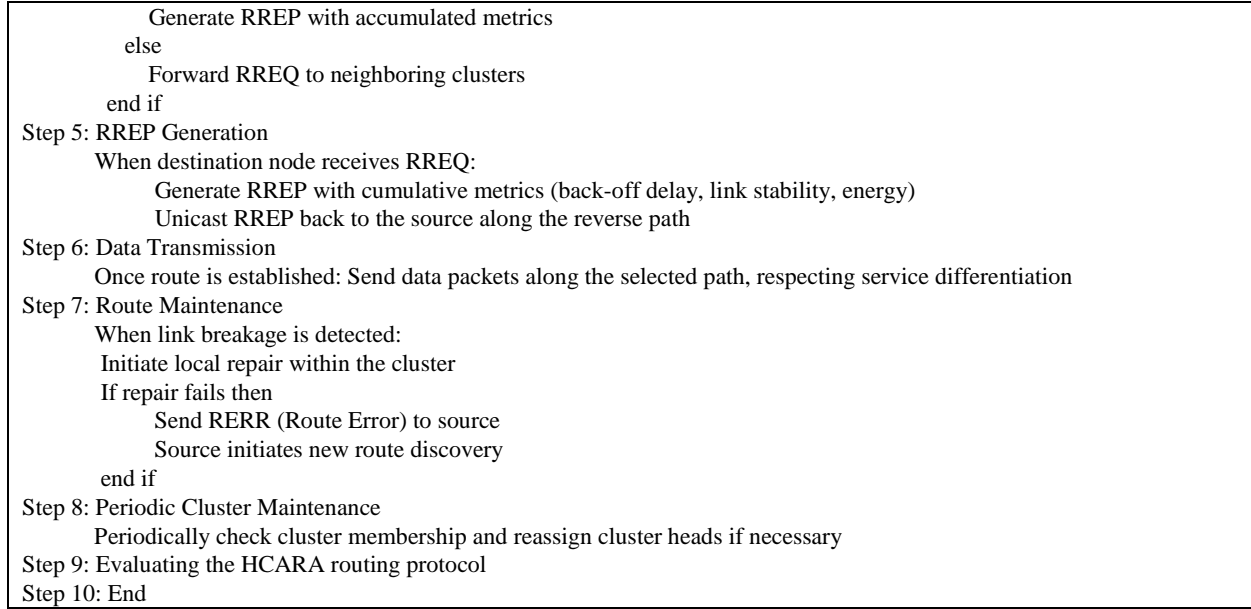 Generate RREP with accumulated metrics
else
Forward RREQ to neighboring clusters
end if
Step 5: RREP Generation
When destination node receives RREQ:
Generate RREP with cumulative metrics (back-off delay, link stability, energy)
Unicast RREP back to the source along the reverse path
Step 6: Data Transmission
Once route is established: Send data packets along the selected path, respecting service differentiation
Step 7: Route Maintenance
When link breakage is detected:
Initiate local repair within the cluster
If repair fails then
Send RERR (Route Error) to source
Source initiates new route discovery
end if
Step 8: Periodic Cluster Maintenance
Periodically check cluster membership and reassign cluster heads if necessary
Step 9: Evaluating the HCARA routing protocol
Step 10: End